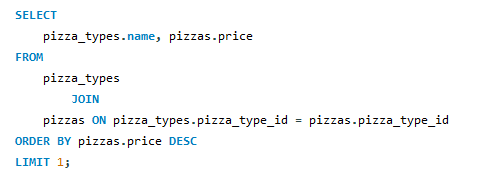 SELECT
    pizza_types.name, pizzas.price
FROM
    pizza_types
        JOIN
    pizzas ON pizza_types.pizza_type_id = pizzas.pizza_type_id
ORDER BY pizzas.price DESC
LIMIT 1;